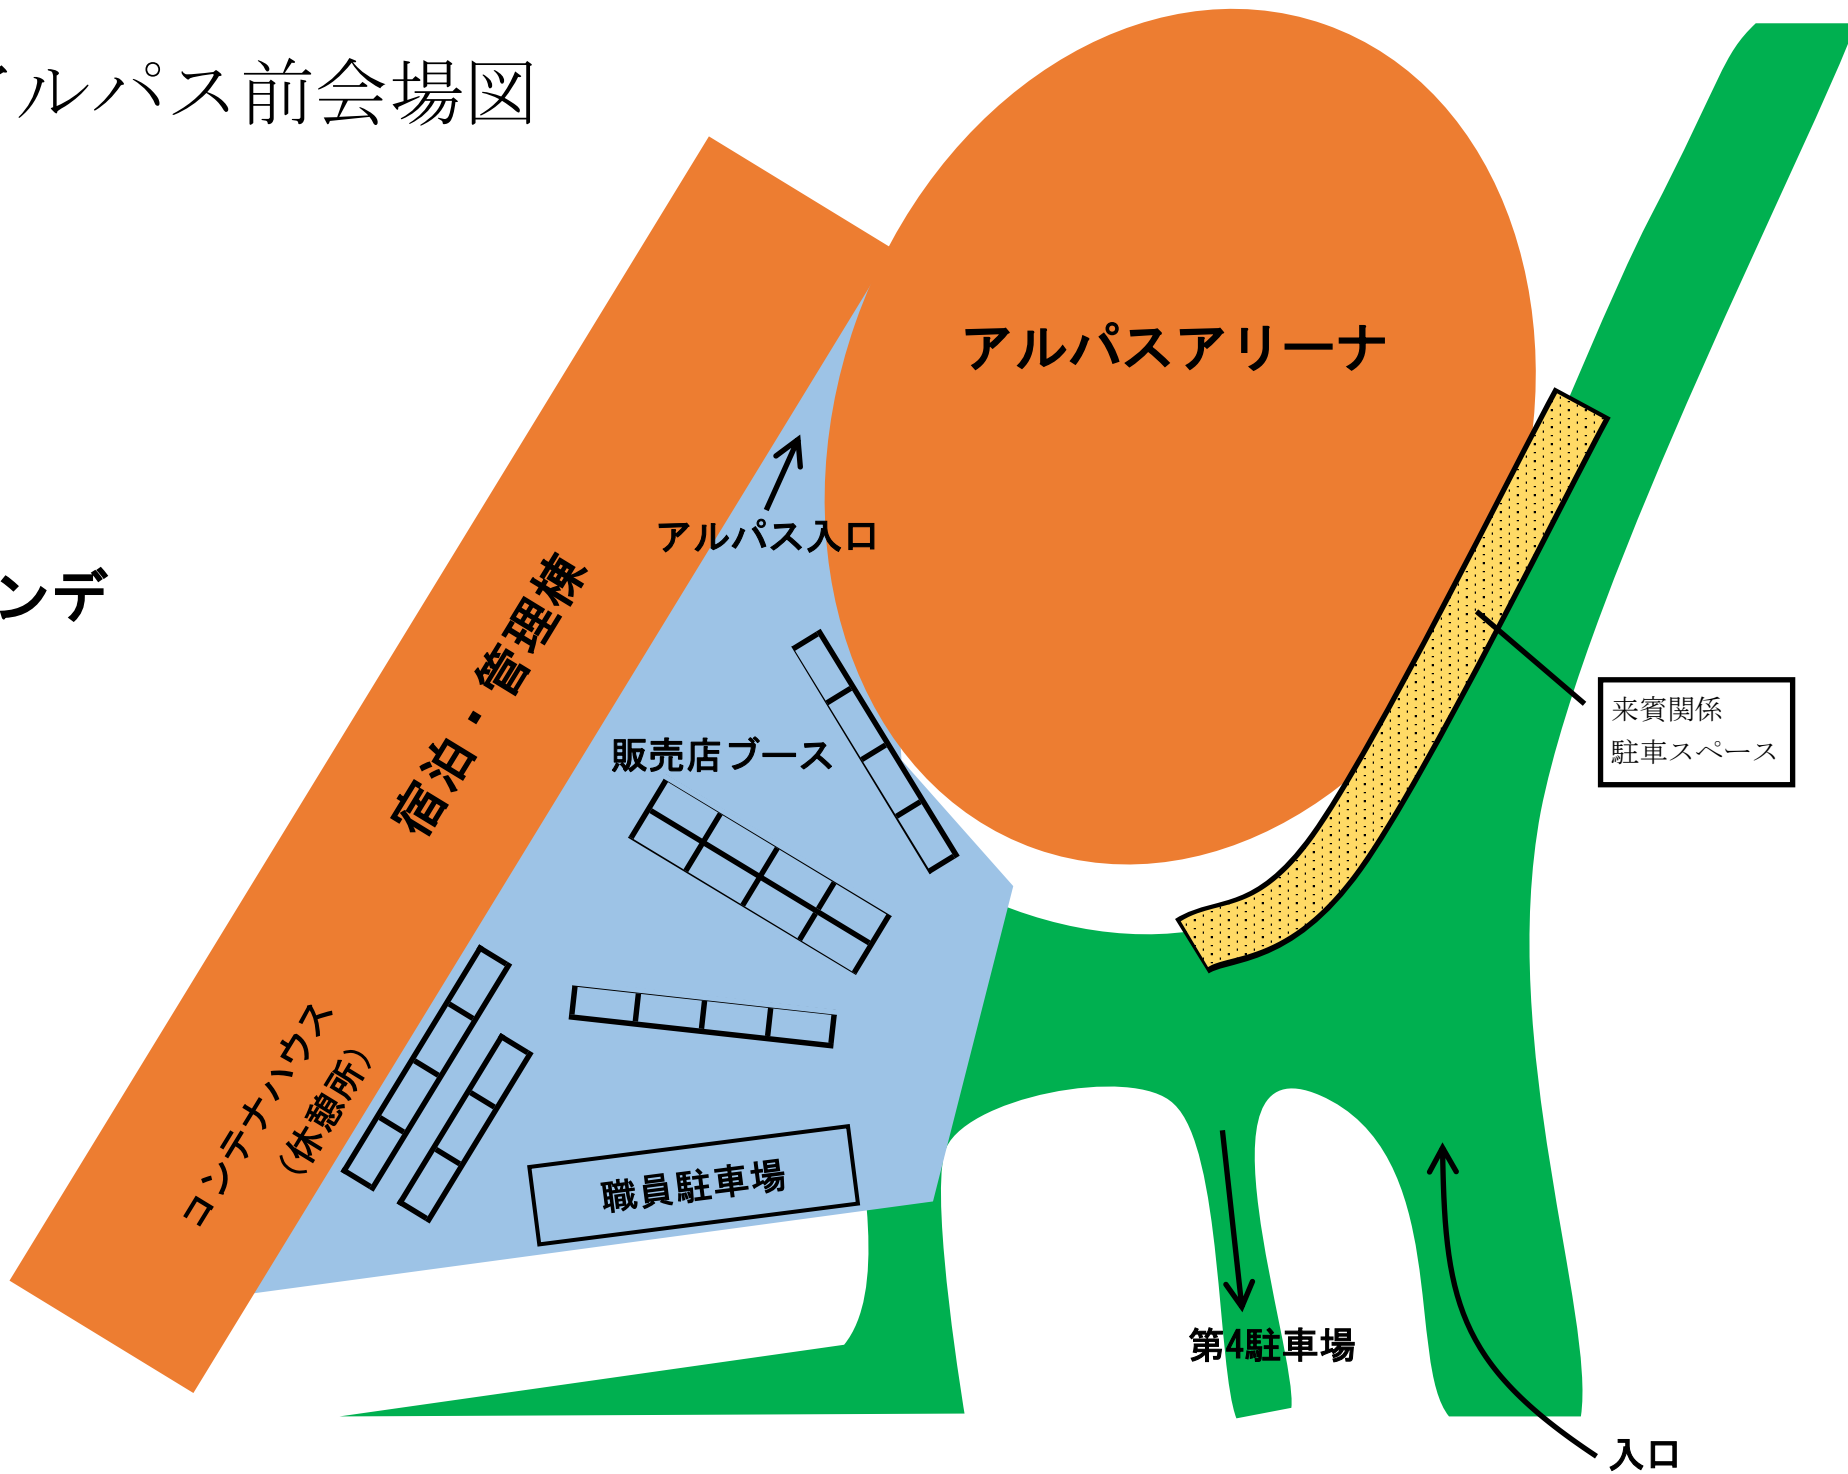 アルパス前会場図
アルパスアリーナ
アルパス入口
ンデ
宿泊・管理棟
来賓関係
駐車スペース
販売店ブース
コンテナハウス
（休憩所）
職員駐車場
第4駐車場
入口